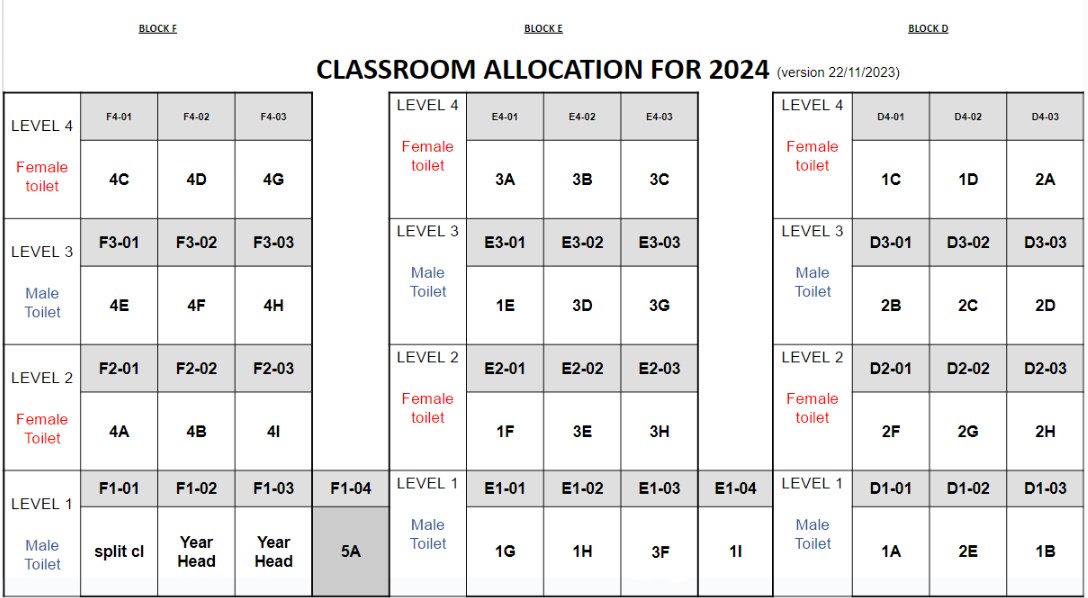 BLOCK F BLOCK E BLOCK D
CLASSROOM ALLOCATION FOR 2024 (version 22/11/2023)
LEVEL 4 F4-01 F4-02 F4-03 LEVEL 4 E4-01 E4-02 E4-03 LEVEL 4 D4-01 D4-02 D4-03
Female toilet 4C 4D 4G Female toilet 3A 3B 3C Female toilet 1C 1D 2A
LEVEL 3 F3-01 F3-02 F3-03 LEVEL 3 E3-01 E3-02 E3-03 LEVEL 3 D3-01 D3-02 D3-03
Male Toilet 4E 4F 4H Male Toilet 1E 3D 3G Male Toilet 2B 2C 2D
LEVEL 2 F2-01 F2-02 F2-03 LEVEL 2 E2-01 E2-02 E2-03 LEVEL 2 D2-01 D2-02 D2-03
Female Toilet 4A 4B 4I Female toilet 1F 3E 3H Female toilet 2F 2G 2H
LEVEL 1 F1-01 F1-02 F1-03 F1-04 LEVEL 1 E1-01 E1-02 E1-03 E1-04 LEVEL 1 D1-01 D1-02 D1-03
Male Toilet split cl Year Head Year Head 5A Male Toilet 1G 1H 3F 1I Male Toilet 1A 2E 1B